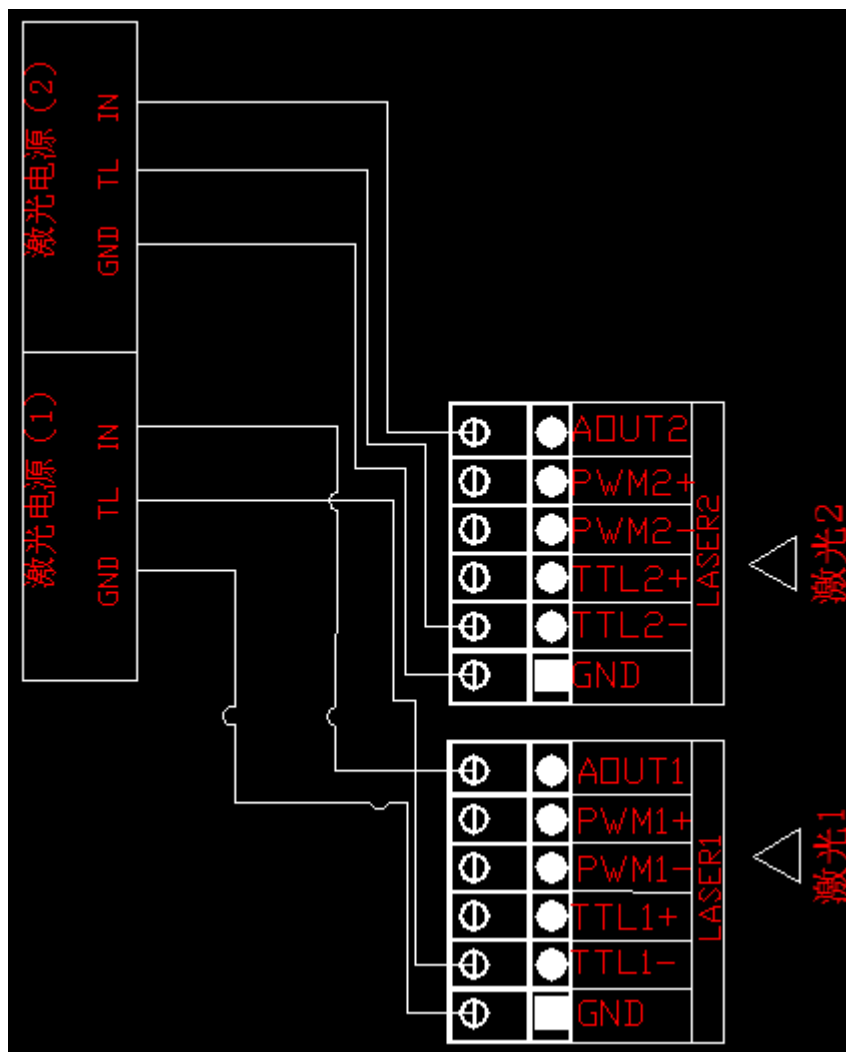 激光电源（2）
IN
TL
GND
激光电源（1）
IN
TL
GND
AOUT2
PWM2+
PWM2-
TTL2+
TTL2-
GND
LASER2
激光2
AOUT1
PWM1+
PWM1-
TTL1+
TTL1-
GND
LASER1
激光1